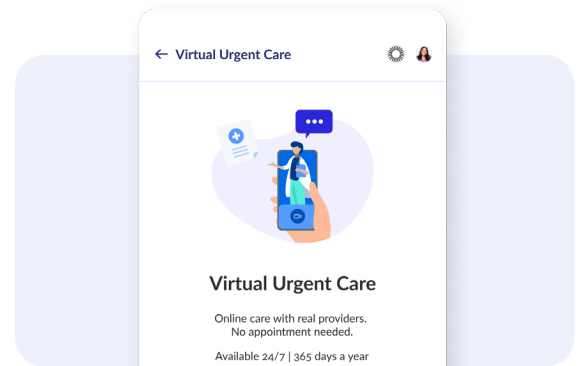 Virtual Urgent Care
Virtual Urgent Care
Online care with real providers.
No appointment needed.
Available 24/7 | 365 days a year